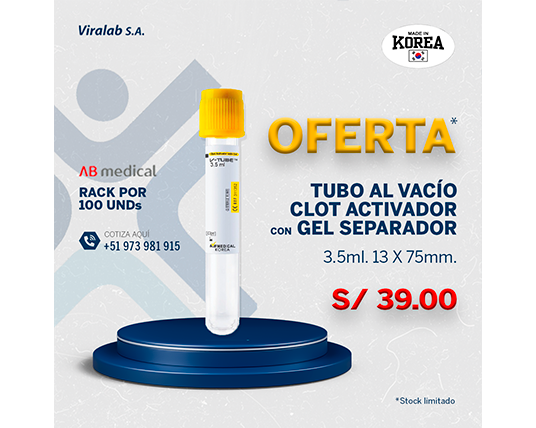 Viralab S.A.
MADE IN
KOREA
OFERTA*
AB medical
RACK POR
100 UNDs
COTIZA AQUÍ
+51 973 981 915
V-TUBE™
3.5 ml
AB MEDICAL
KOREA
TUBO AL VACÍO
CLOT ACTIVADOR
CON GEL SEPARADOR
3.5ml. 13 X 75mm.
S/ 39.00
*Stock limitado